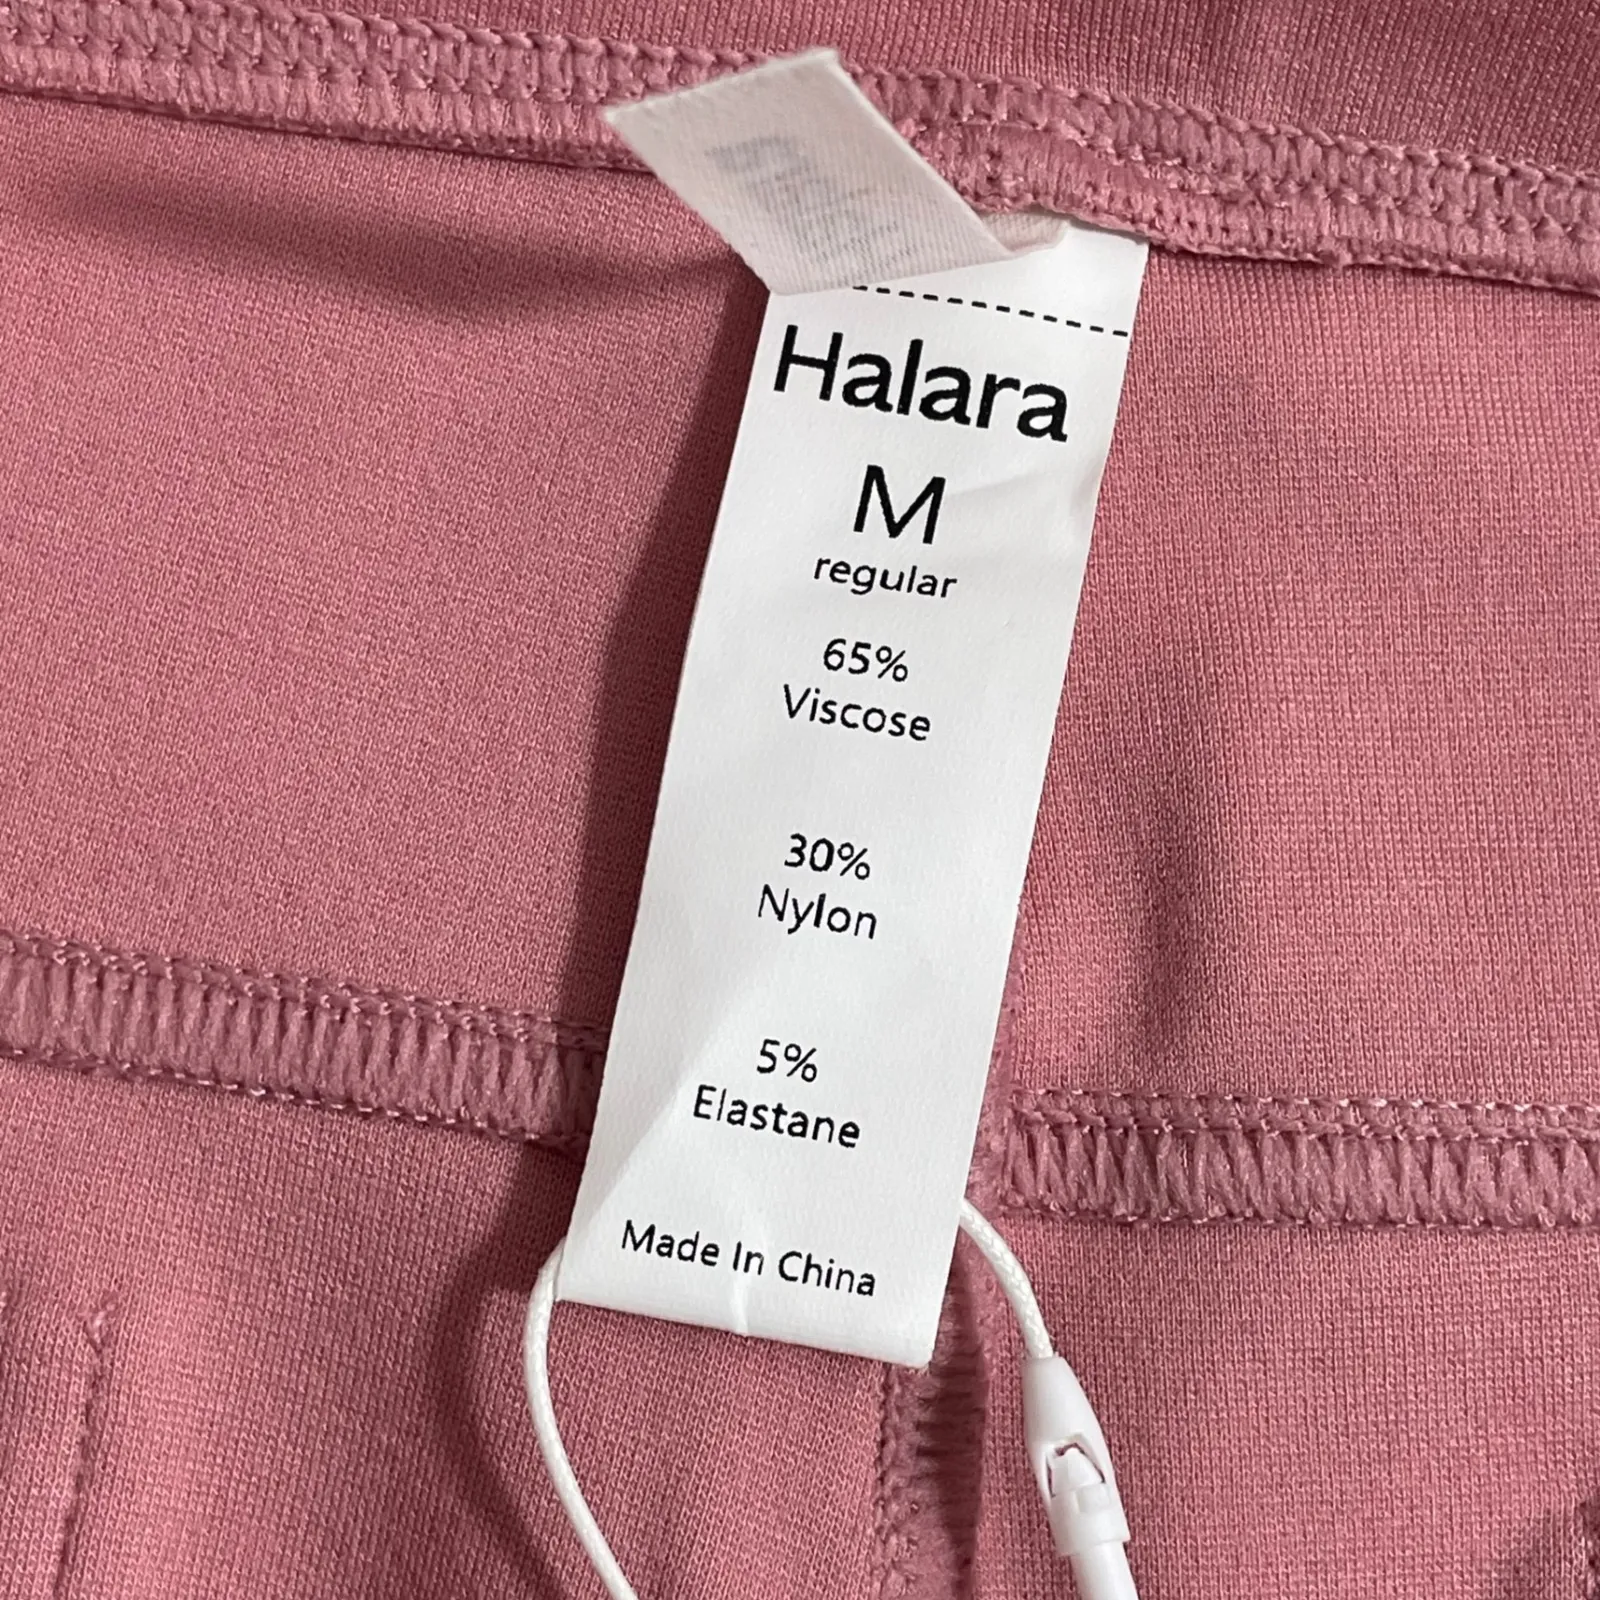 Halara
M
regular
65%
Viscose
30%
Nylon
5%
Elastane
Made In China